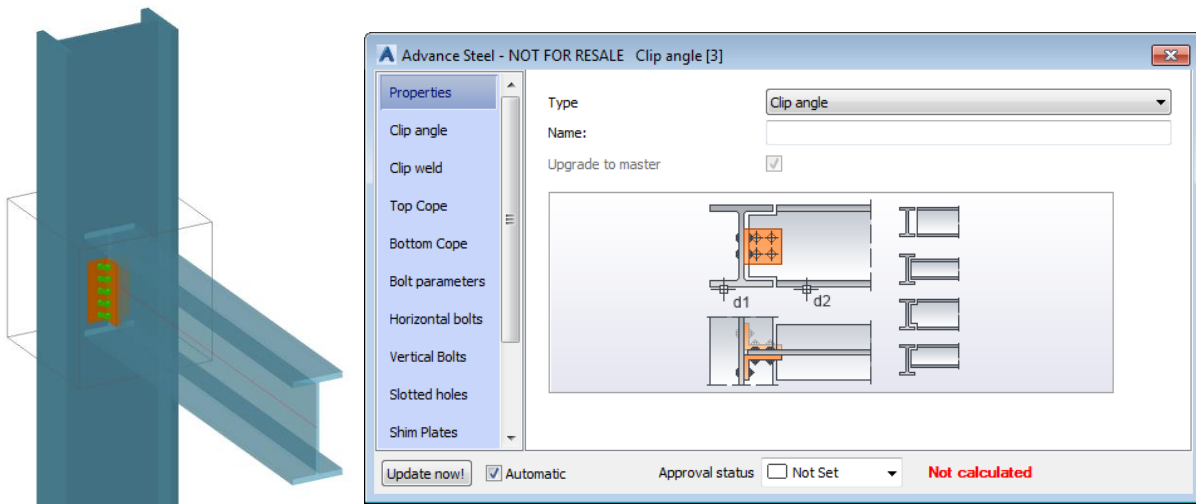 Advance Steel - NOT FOR RESALE Clip angle [3]
Properties
Clip angle
Clip weld
Top Cope
Bottom Cope
Bolt parameters
Horizontal bolts
Vertical Bolts
Slotted holes
Shim Plates
Type
Clip angle
Name:
Upgrade to master
d1
d2
Update now!
Automatic
Approval status
Not Set
Not calculated